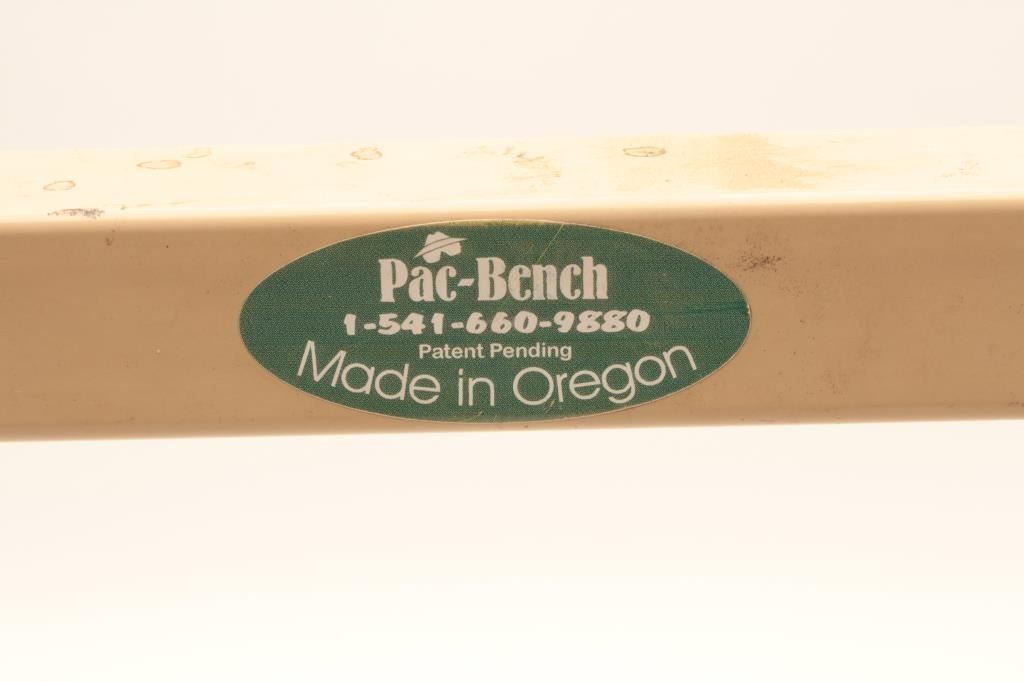 Pac-Bench
1-541-660-9880
Patent Pending
Made in Oregon